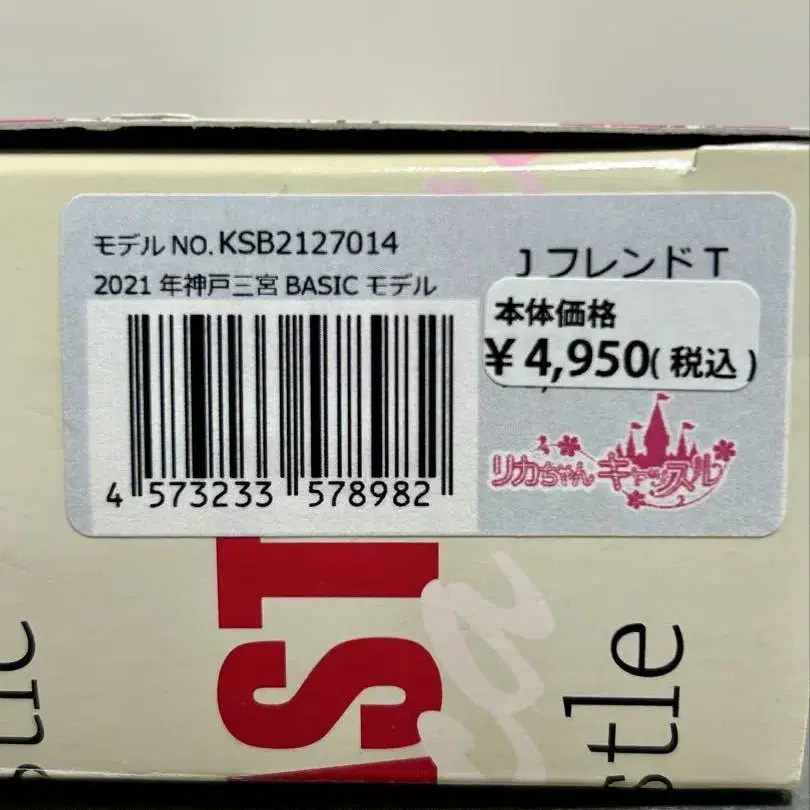 モデル NO. KSB2127014
2021 年神戸三宮 BASIC モデル
J フレンド T
本体価格
¥ 4,950(税込)
4 573233 578982
リカちゃん キャッスル